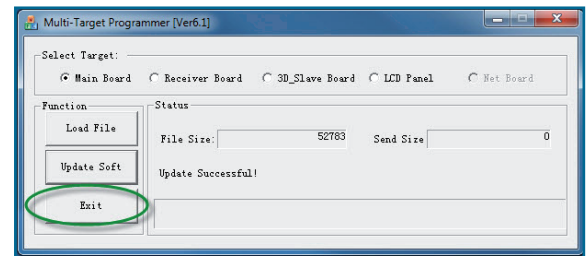 Multi-Target Programmer [Ver6.1]
Select Target:
Main Board Receiver Board 3D_Slave Board LCD Panel Net Board
Function
Load File
Update Soft
Exit
Status
File Size: 52783 Send Size 0
Update Successful!